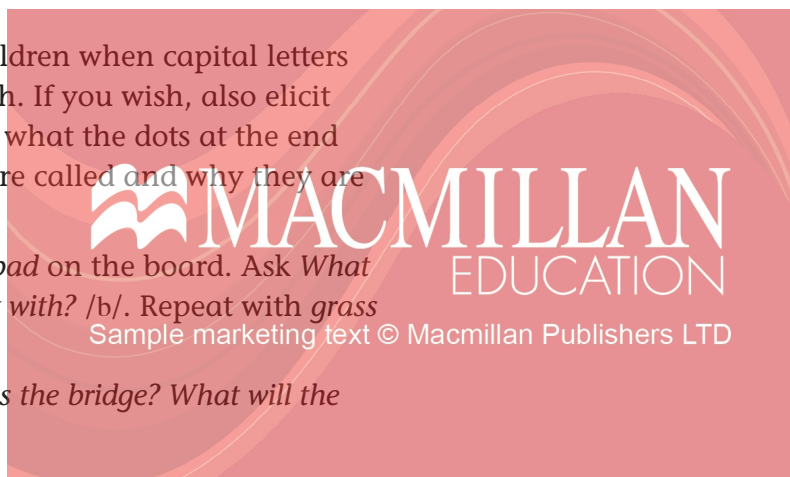 ldren when capital letters
h. If you wish, also elicit
what the dots at the end
re called and why they are
MACMILLAN
EDUCATION
bad on the board. Ask What
with? /b/. Repeat with grass
Sample marketing text © Macmillan Publishers LTD
s the bridge? What will the